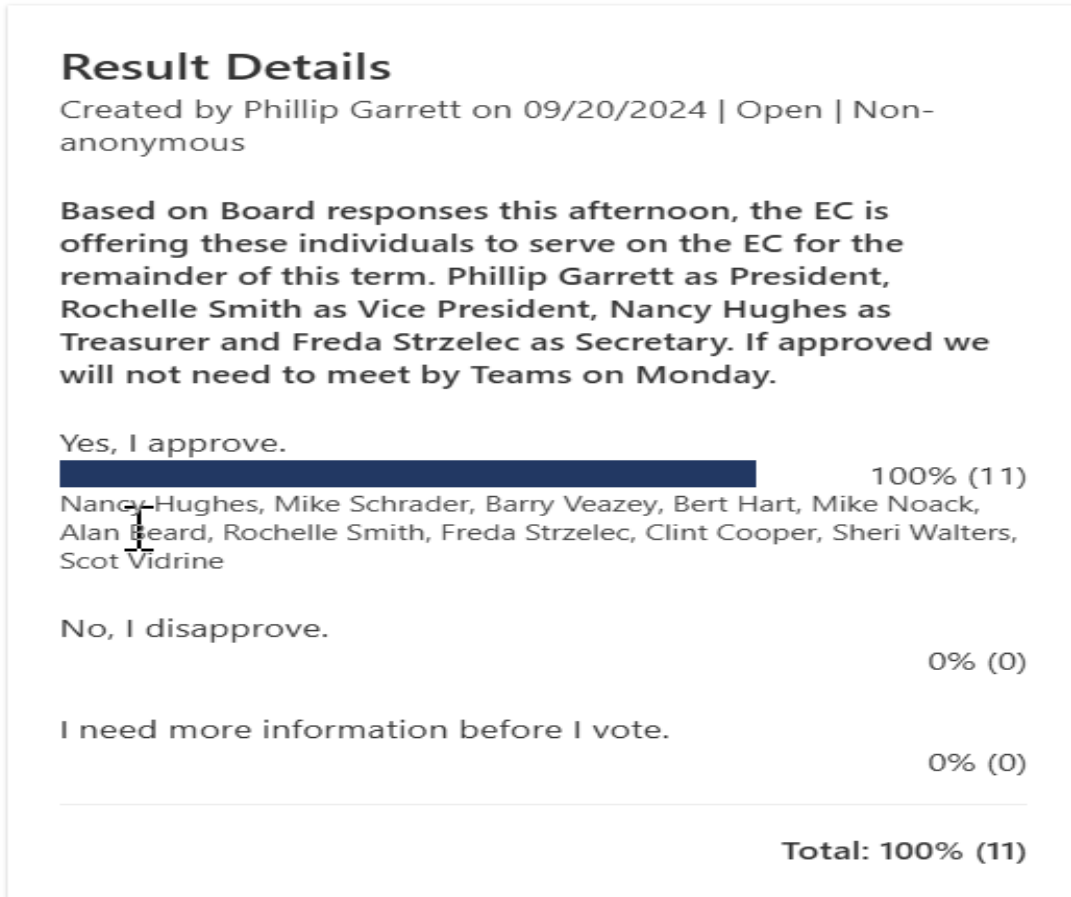 Result Details
Created by Phillip Garrett on 09/20/2024 | Open | Non-
anonymous
Based on Board responses this afternoon, the EC is
offering these individuals to serve on the EC for the
remainder of this term. Phillip Garrett as President,
Rochelle Smith as Vice President, Nancy Hughes as
Treasurer and Freda Strzelec as Secretary. If approved we
will not need to meet by Teams on Monday.
Yes, I approve.
100% (11)
Nancy Hughes, Mike Schrader, Barry Veazey, Bert Hart, Mike Noack,
Alan Beard, Rochelle Smith, Freda Strzelec, Clint Cooper, Sheri Walters,
Scot Vidrine
No, I disapprove.
0% (0)
I need more information before I vote.
0% (0)
Total: 100% (11)